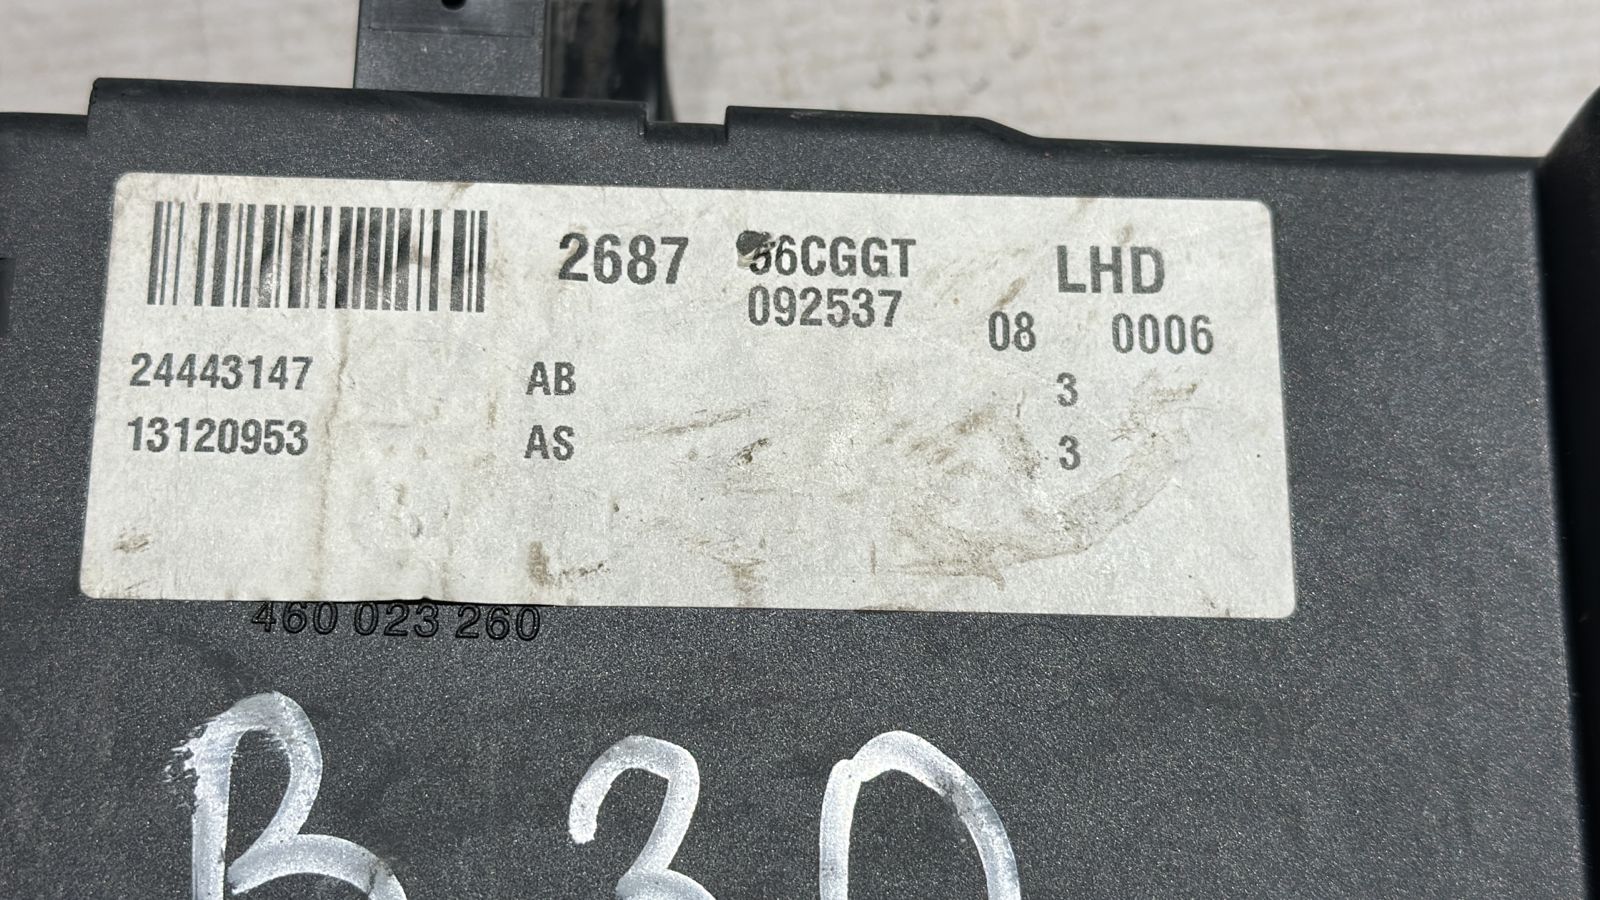 2687 56CGGT LHD
092537
08 0006
24443147 AB 3
13120953 AS 3
460 023 260
B 30